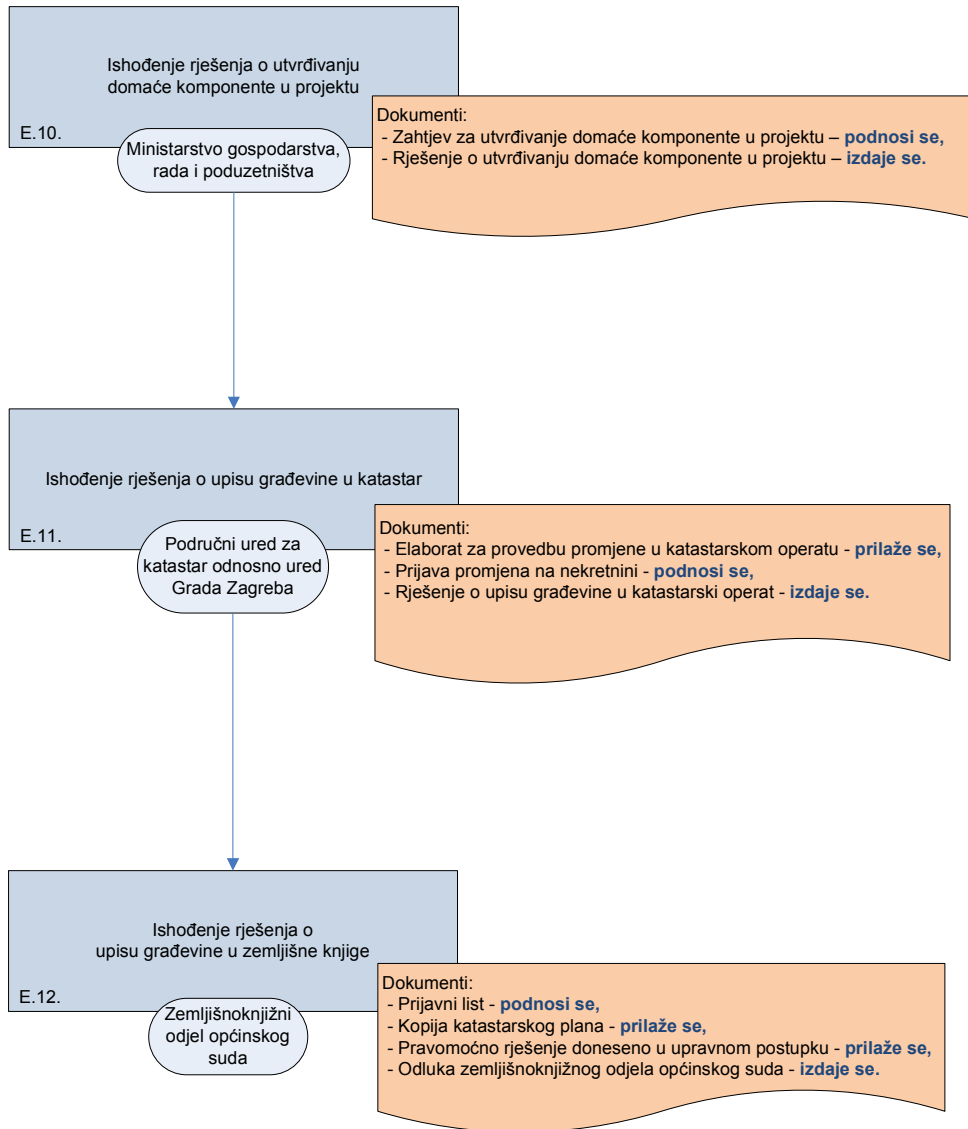 Ishođenje rješenja o utvrđivanju
domaće komponente u projektu
E.10.
Ministarstvo gospodarstva,
rada i poduzetništva
Dokumenti:
- Zahtjev za utvrđivanje domaće komponente u projektu – podnosi se,
- Rješenje o utvrđivanju domaće komponente u projektu – izdaje se.
Ishođenje rješenja o upisu građevine u katastar
E.11.
Područni ured za
katastar odnosno ured
Grada Zagreba
Dokumenti:
- Elaborat za provedbu promjene u katastarskom operatu - prilaže se,
- Prijava promjena na nekretnini - podnosi se,
- Rješenje o upisu građevine u katastarski operat - izdaje se.
Ishođenje rješenja o
upisu građevine u zemljišne knjige
E.12.
Zemljišnoknjižni
odjel općinskog
suda
Dokumenti:
- Prijavni list - podnosi se,
- Kopija katastarskog plana - prilaže se,
- Pravomoćno rješenje doneseno u upravnom postupku - prilaže se,
- Odluka zemljišnoknjižnog odjela općinskog suda - izdaje se.